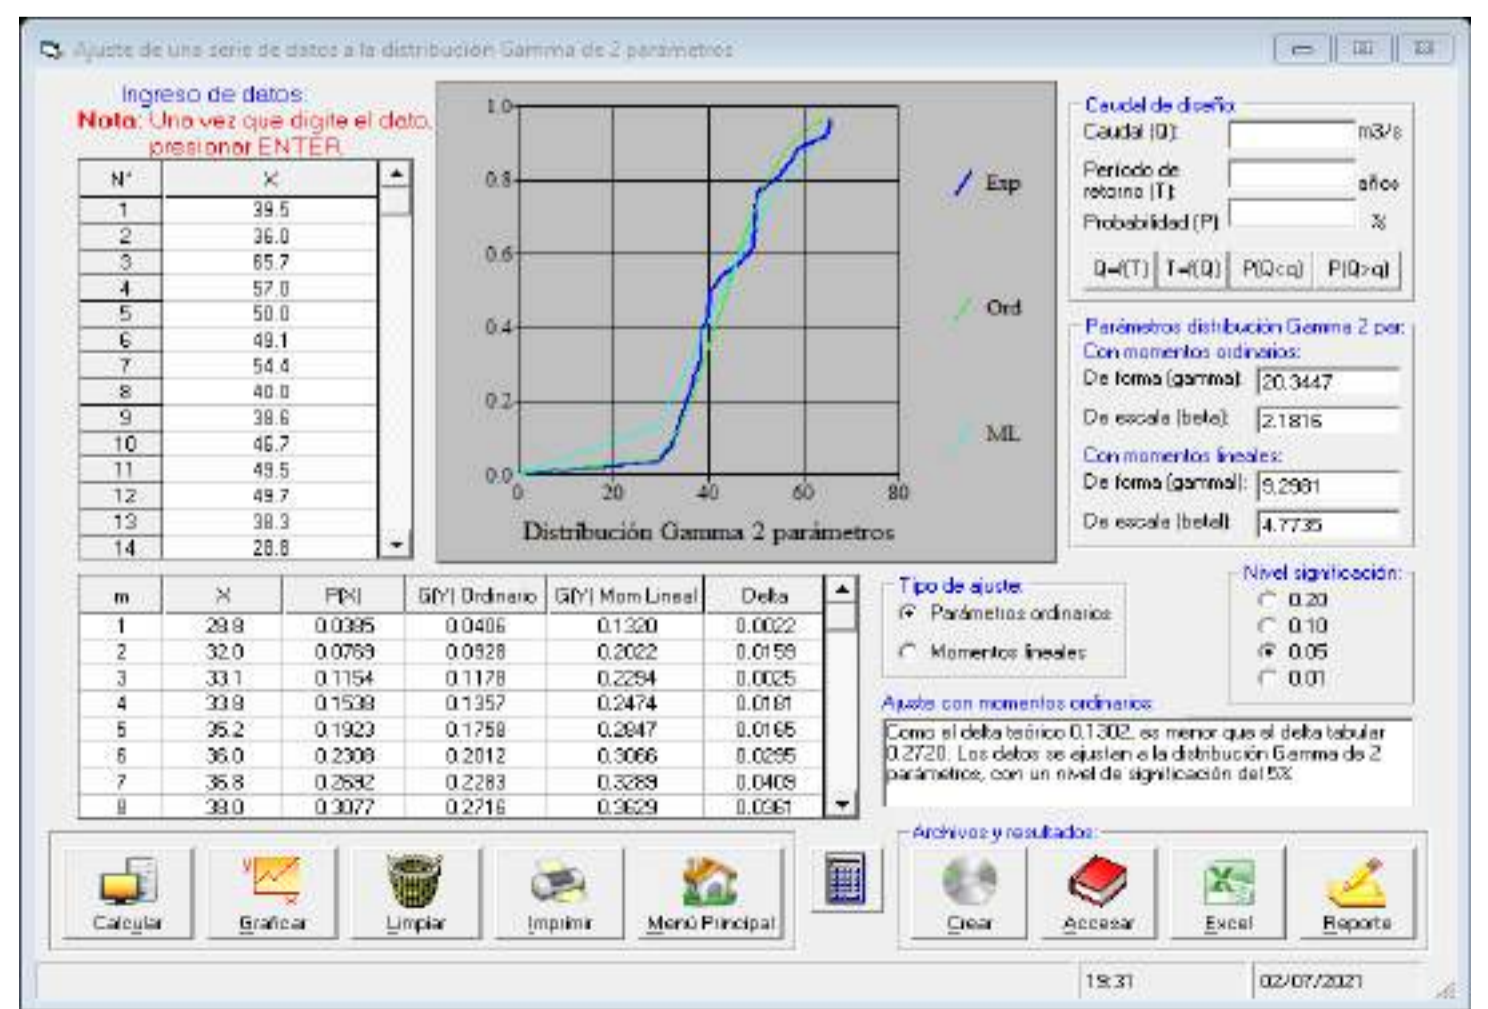 Ajuste de una serie de datos a la distribución Gamma de 2 parámetros
Ingreso de datos:
Nota: Una vez que digite el dato,
presionar ENTER
N° X
1 39.5
2 36.0
3 65.7
4 57.0
5 50.0
6 49.1
7 54.4
8 40.0
9 38.6
10 46.7
11 49.5
12 49.7
13 38.3
14 28.8
1.0
0.8
0.6
0.4
0.2
0.0
0 20 40 60 80
Exp
Ord
ML
Distribución Gamma 2 parámetros
Caudal de diseño:
Caudal (Q): m3/s
Período de
retorno (T): años
Probabilidad (P) %
Q=f(T) T=f(Q) P(Q<q) P(Q>q)
Parámetros distribución Gamma 2 par:
Con momentos ordinarios:
De forma (gamma): 20.3447
De escala (beta): 2.1816
Con momentos lineales:
De forma (gammal): 9.2981
De escala (betal): 4.7735
m X P(X) G(Y) Ordinario G(Y) Mom Lineal Delta
1 28.8 0.0385 0.0406 0.1320 0.0022
2 32.0 0.0769 0.0928 0.2022 0.0159
3 33.1 0.1154 0.1178 0.2294 0.0025
4 33.8 0.1538 0.1357 0.2474 0.0181
5 35.2 0.1923 0.1758 0.2847 0.0165
6 36.0 0.2308 0.2012 0.3066 0.0295
7 36.8 0.2692 0.2283 0.3289 0.0409
8 38.0 0.3077 0.2716 0.3629 0.0361
Tipo de ajuste:
Parámetros ordinarios
Momentos lineales
Nivel significación:
0.20
0.10
0.05
0.01
Ajuste con momentos ordinarios:
Como el delta teórico 0.1302, es menor que el delta tabular
0.2720. Los datos se ajustan a la distribución Gamma de 2
parámetros, con un nivel de significación del 5%
Calcular
Graficar
Limpiar
Imprimir
Menú Principal
Archivos y resultados:
Crear
Accesar
Excel
Reporte
19:31 02/07/2021